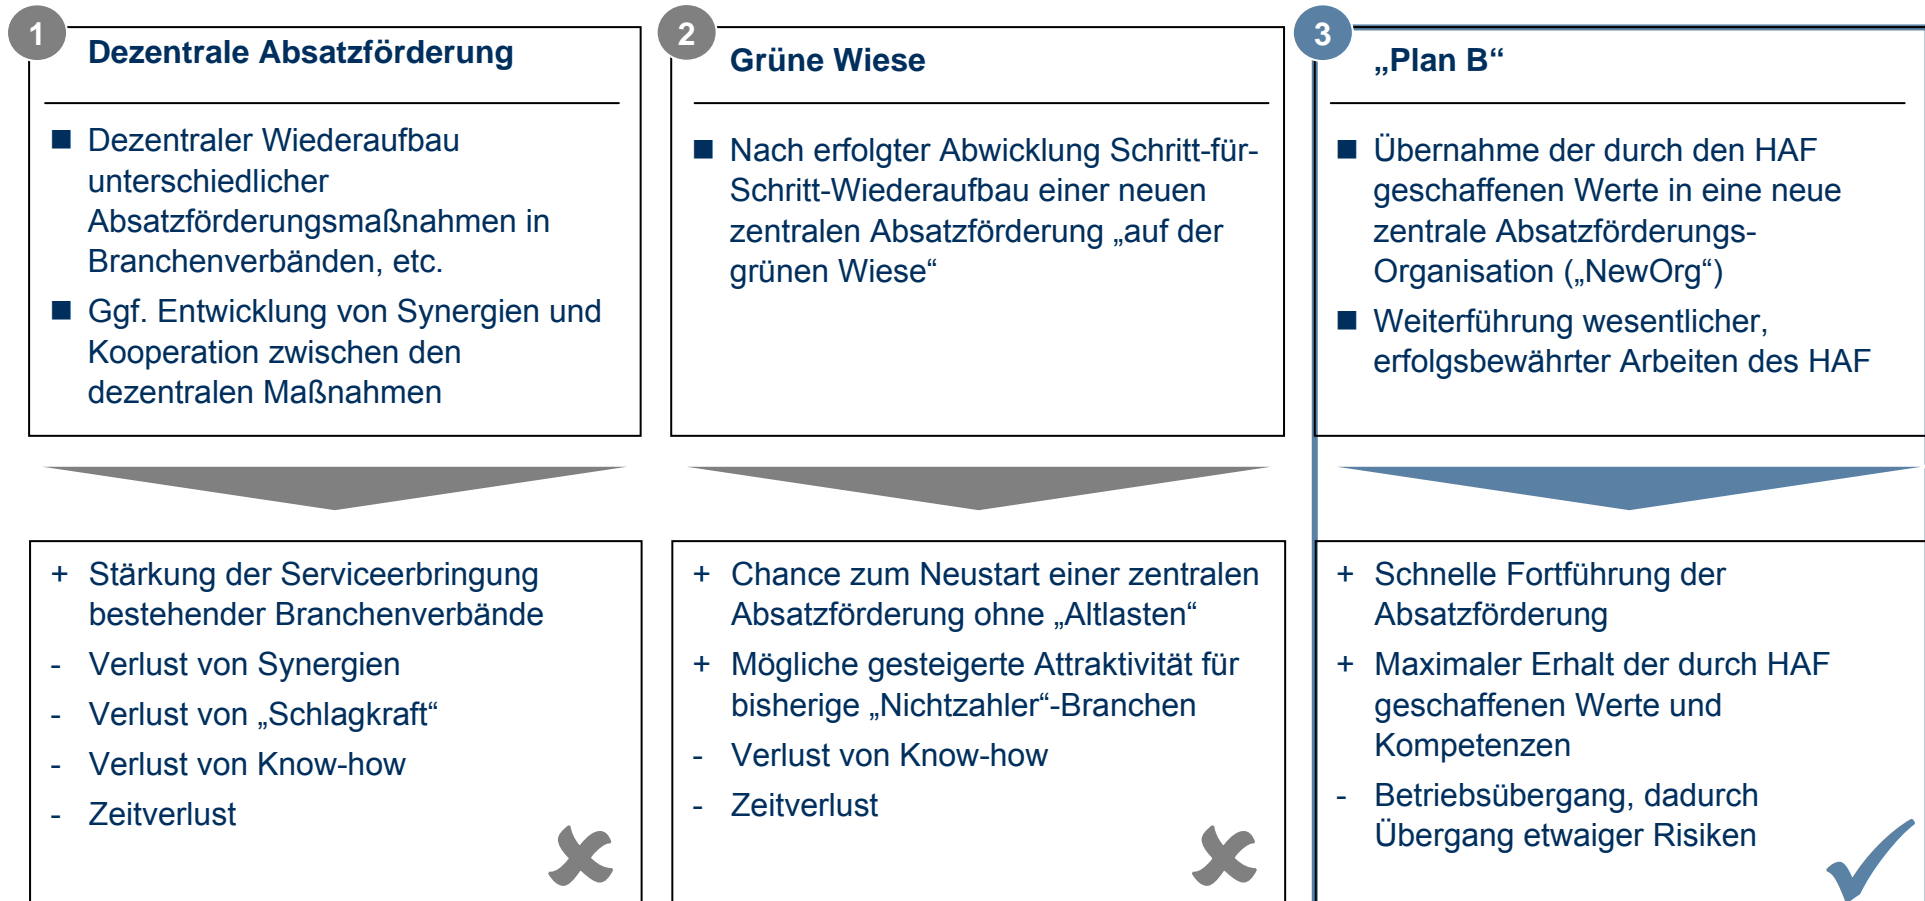 1
Dezentrale Absatzförderung
■ Dezentraler Wiederaufbau
unterschiedlicher
Absatzförderungsmaßnahmen in
Branchenverbänden, etc.
■ Ggf. Entwicklung von Synergien und
Kooperation zwischen den
dezentralen Maßnahmen
+ Stärkung der Serviceerbringung
bestehender Branchenverbände
- Verlust von Synergien
- Verlust von „Schlagkraft“
- Verlust von Know-how
- Zeitverlust
2
Grüne Wiese
■ Nach erfolgter Abwicklung Schritt-für-
Schritt-Wiederaufbau einer neuen
zentralen Absatzförderung „auf der
grünen Wiese“
+ Chance zum Neustart einer zentralen
Absatzförderung ohne „Altlasten“
+ Mögliche gesteigerte Attraktivität für
bisherige „Nichtzahler“-Branchen
- Verlust von Know-how
- Zeitverlust
3
„Plan B“
■ Übernahme der durch den HAF
geschaffenen Werte in eine neue
zentrale Absatzförderungs-
Organisation („NewOrg“)
■ Weiterführung wesentlicher,
erfolgsbewährter Arbeiten des HAF
+ Schnelle Fortführung der
Absatzförderung
+ Maximaler Erhalt der durch HAF
geschaffenen Werte und
Kompetenzen
- Betriebsübergang, dadurch
Übergang etwaiger Risiken